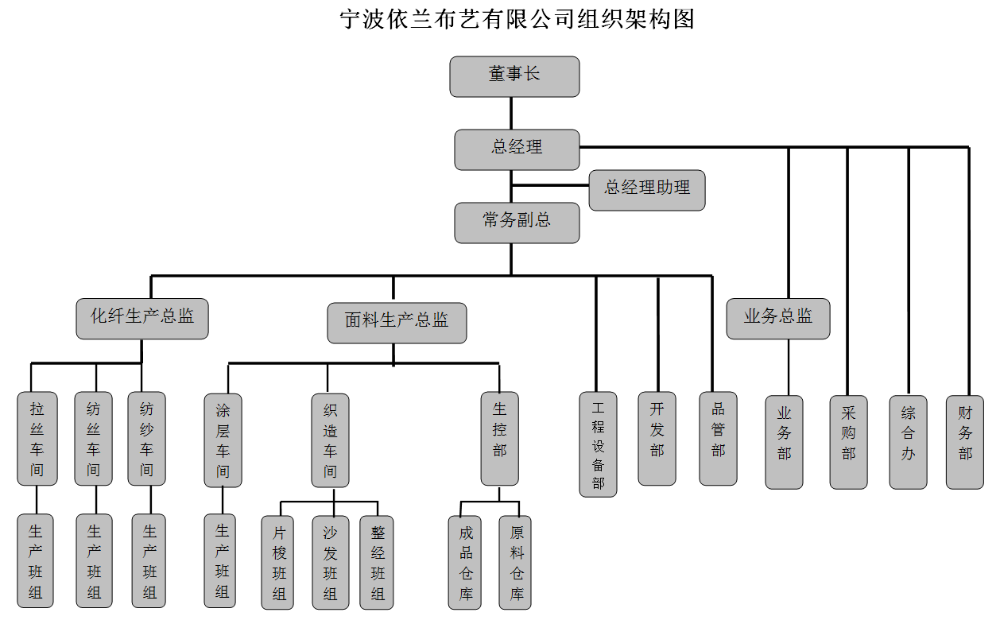 宁波依兰布艺有限公司组织架构图
董事长
总经理
总经理助理
常务副总
化纤生产总监
面料生产总监
业务总监
拉丝车间
纺丝车间
纺纱车间
涂层车间
织造车间
生控部
工程设备部
开发部
品管部
业务部
采购部
综合办
财务部
生产班组
生产班组
生产班组
生产班组
片梭班组
沙发班组
整经班组
成品仓库
原料仓库